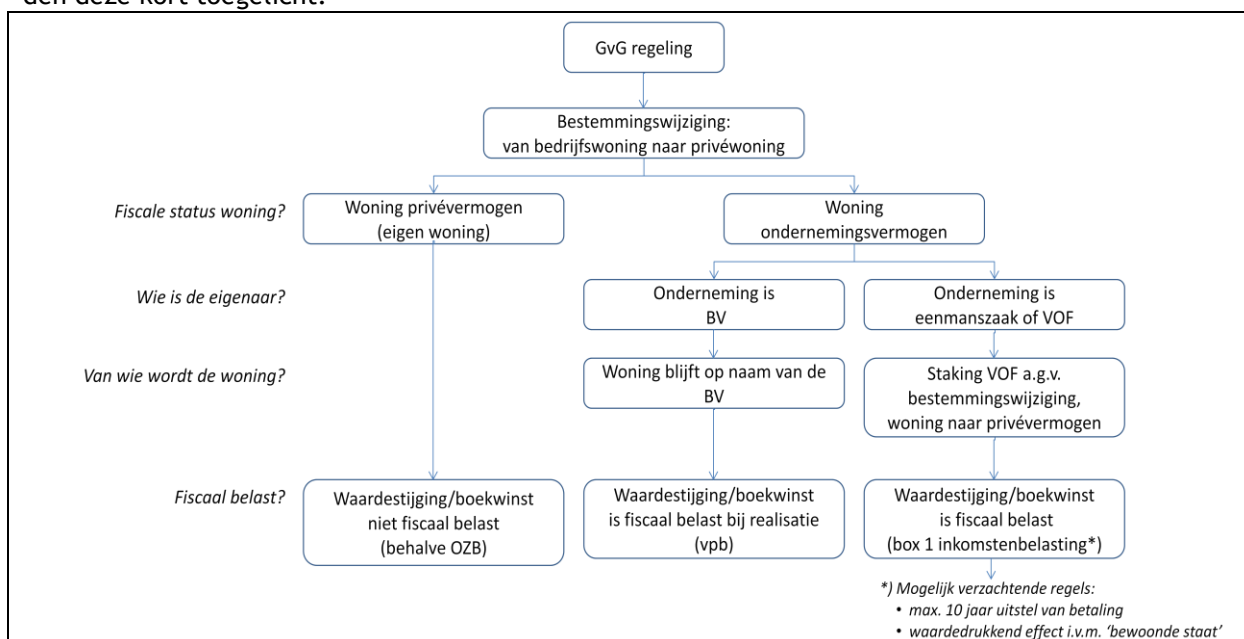 den deze kort toegelicht.
GvG regeling
Bestemmingswijziging:
van bedrijfswoning naar privéwoning
Fiscale status woning?
Woning privévermogen
(eigen woning)
Woning
ondernemingsvermogen
Wie is de eigenaar?
Onderneming is
BV
Onderneming is
eenmanszaak of VOF
Van wie wordt de woning?
Woning blijft op naam van de
BV
Staking VOF a.g.v.
bestemmingswijziging,
woning naar privévermogen
Fiscaal belast?
Waardestijging/boekwinst
niet fiscaal belast
(behalve OZB)
Waardestijging/boekwinst
is fiscaal belast bij realisatie
(vpb)
Waardestijging/boekwinst
is fiscaal belast
(box 1 inkomstenbelasting*)
*) Mogelijk verzachtende regels:
• max. 10 jaar uitstel van betaling
• waardedrukkend effect i.v.m. 'bewoonde staat'